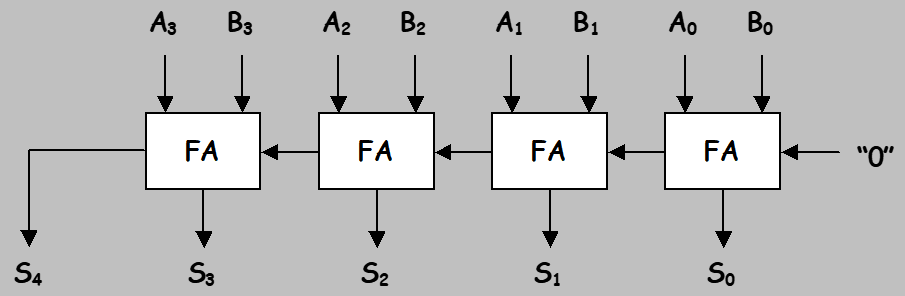 A₃ B₃ A₂ B₂ A₁ B₁ A₀ B₀
FA FA FA FA “0”
S₄ S₃ S₂ S₁ S₀